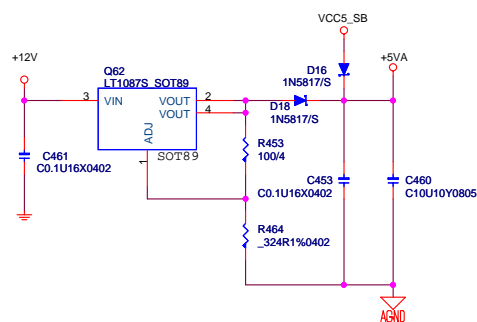 VCC5_SB
+12V
+5VA
Q62
LT1087S_SOT89
D16
1N5817/S
3
VIN
VOUT
2
VOUT
4
D18
1N5817/S
ADJ
SOT89
1
R453
100/4
C461
C0.1U16X0402
C453
C0.1U16X0402
C460
C10U10Y0805
R464
_324R1%0402
AGND